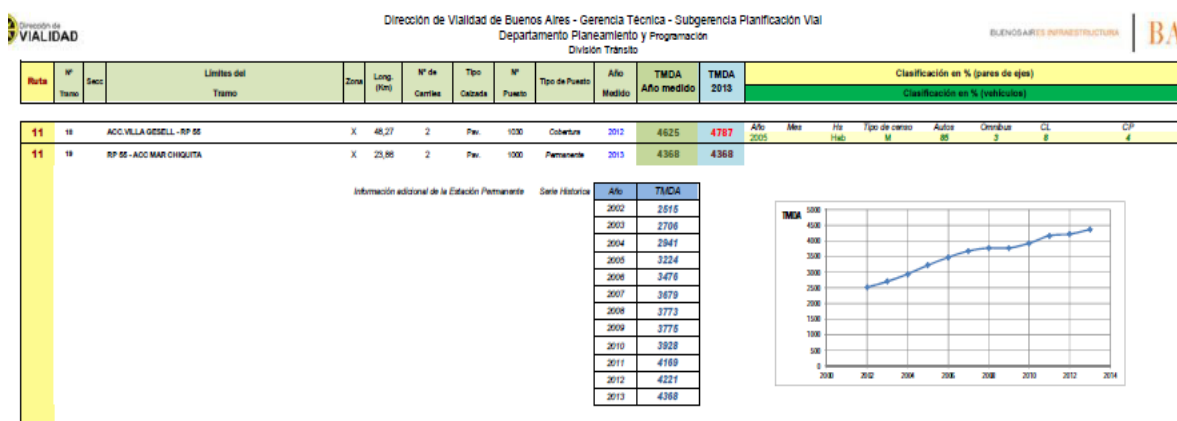 Dirección de
VIALIDAD
Dirección de Vialidad de Buenos Aires - Gerencia Técnica - Subgerencia Planificación Vial
Departamento Planeamiento y Programación
División Tránsito
BUENOS AIRES INFRAESTRUCTURA
BA
Ruta Nº Tramo Secc Límites del Tramo Zona Long. (Km) N° de Carriles Tipo Calzada N° Puesto Tipo de Puesto Año Medido TMDA Año medido TMDA 2013 Clasificación en % (pares de ejes)
Clasificación en % (vehículos)
Año Mes Hs Tipo de censo Autos Omnibus CL CP
11 18 ACC.VILLA GESELL - RP 56 X 48,27 2 Pav. 1030 Cobertura 2012 4625 4787 2005 Hab M 85 3 8 4
11 19 RP 56 - ACC MAR CHIQUITA X 23,86 2 Pav. 1000 Permanente 2013 4368 4368
Información adicional de la Estación Permanente Serie Historica Año TMDA
2002 2515
2003 2706
2004 2941
2005 3224
2006 3476
2007 3679
2008 3773
2009 3775
2010 3928
2011 4169
2012 4221
2013 4368
TMDA
5000
4500
4000
3500
3000
2500
2000
1500
1000
500
0
2000 2002 2004 2006 2008 2010 2012 2014